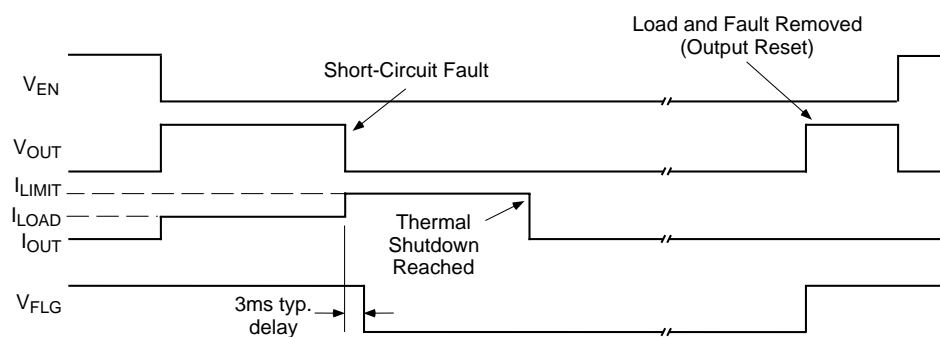 Load and Fault Removed
(Output Reset)
VEN
Short-Circuit Fault
VOUT
ILIMIT
ILOAD
IOUT
Thermal
Shutdown
Reached
VFLG
3ms typ.
delay